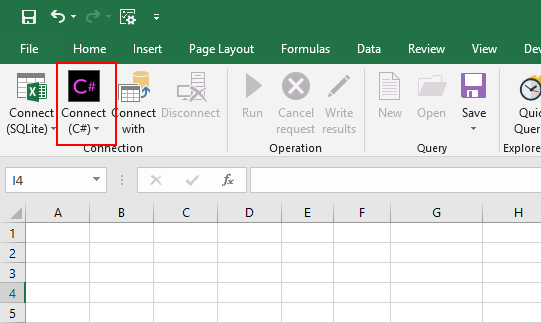 File Home Insert Page Layout Formulas Data Review View Dev
C#
Connect (SQLite) Connect (C#) Connect with Disconnect Run Cancel request Write results New Open Save Quic Quer
Connection Operation Query Explore
I4 fx
A B C D E F G H
1
2
3
4
5